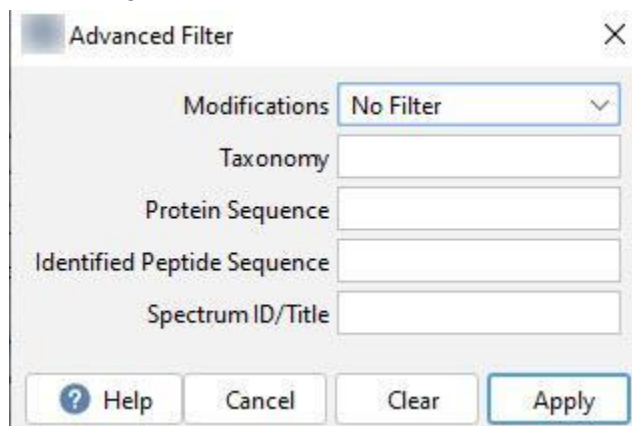 Advanced Filter
Modifications No Filter
Taxonomy
Protein Sequence
Identified Peptide Sequence
Spectrum ID/Title
Help Cancel Clear Apply